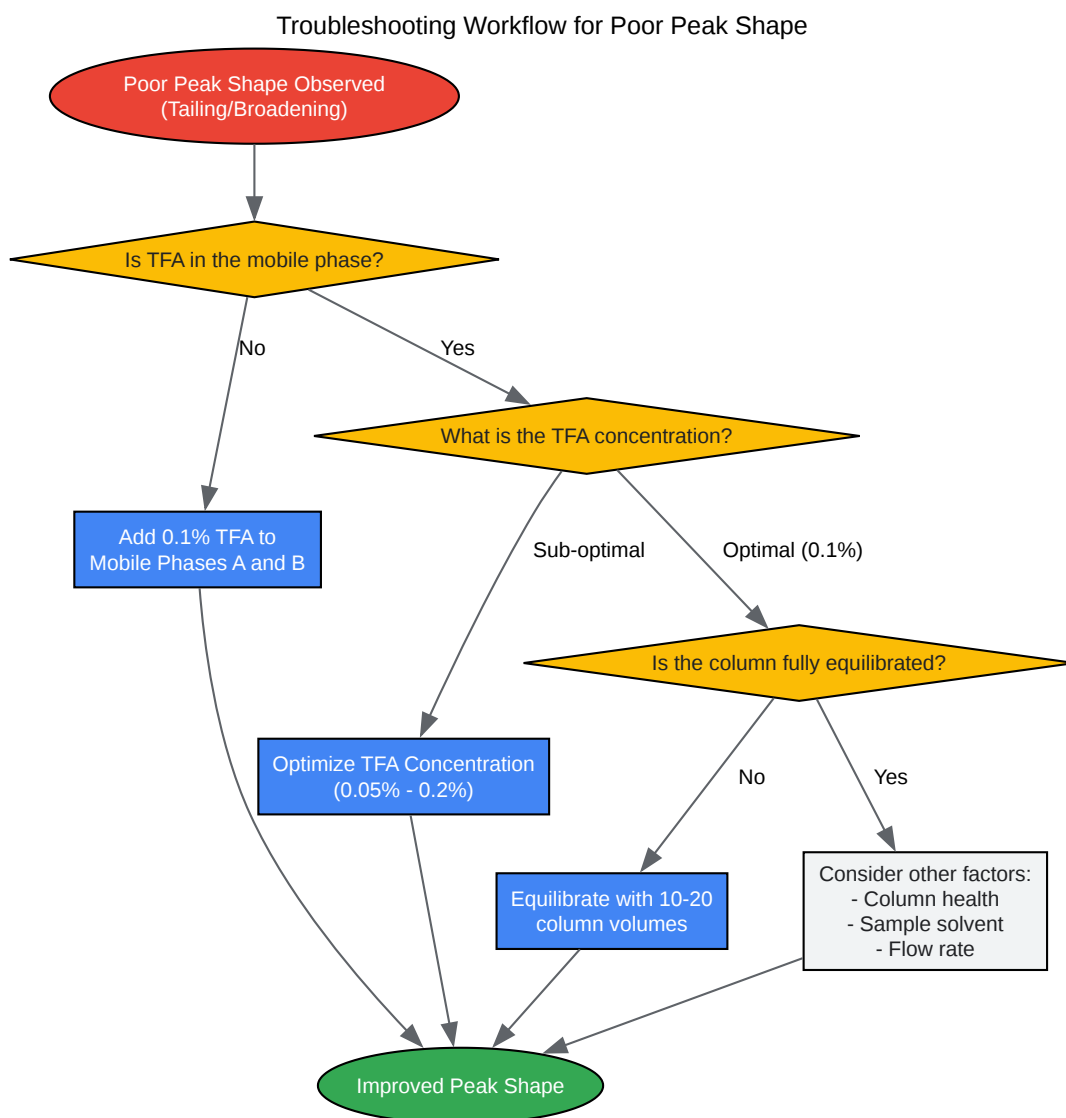 Troubleshooting Workflow for Poor Peak Shape
Poor Peak Shape Observed
(Tailing/Broadening)
Is TFA in the mobile phase?
No
Yes
What is the TFA concentration?
Add 0.1% TFA to
Mobile Phases A and B
Sub-optimal
Optimal (0.1%)
Is the column fully equilibrated?
Optimize TFA Concentration
(0.05% - 0.2%)
No
Yes
Equilibrate with 10-20
column volumes
Consider other factors:
- Column health
- Sample solvent
- Flow rate
Improved Peak Shape